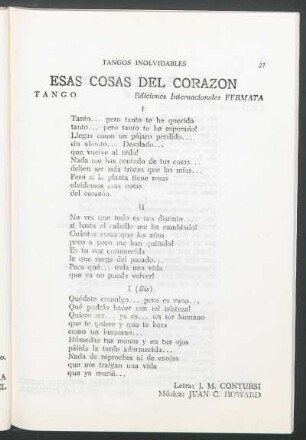 TANGOS INOLVIDABLES 27
ESAS COSAS DEL CORAZON
TANGO Ediciones Internacionales FERMATA
I
Tanto... pero tanto te he querido
tanto... pero tanto te he esperado!
Llegas como un pájaro perdido...
sin aliento... Desolado...
que vuelve al nido!
Nada me has contado de tus cosas...
deben ser más tristes que las mías...
Pero si la planta tiene rosas
olvidemos esas cosas
del corazón.
II
No ves que todo es tan distinto...
si hasta el cabello me ha cambiado!
Cuántas cosas que los años
poco a poco me han quitado!
Es tu voz enronquecida
la que surge del pasado...
Para qué... toda una vida
que ya no puede volver!
I (Bis)
Quédate conmigo... pero es vano...
Qué podrás hacer con mi tristeza!
Quiero ser... ya es... un ser humano
que te quiere y que te besa
como un hermano...
Húmedas tus manos y en tus ojos
pálida la tarde adormecida...
Nada de reproches ni de enojos
que nos traigan una vida
que ya murió...
Letra: J. M. CONTURSI
Música: JUAN C. HOWARD
o.
A
EL